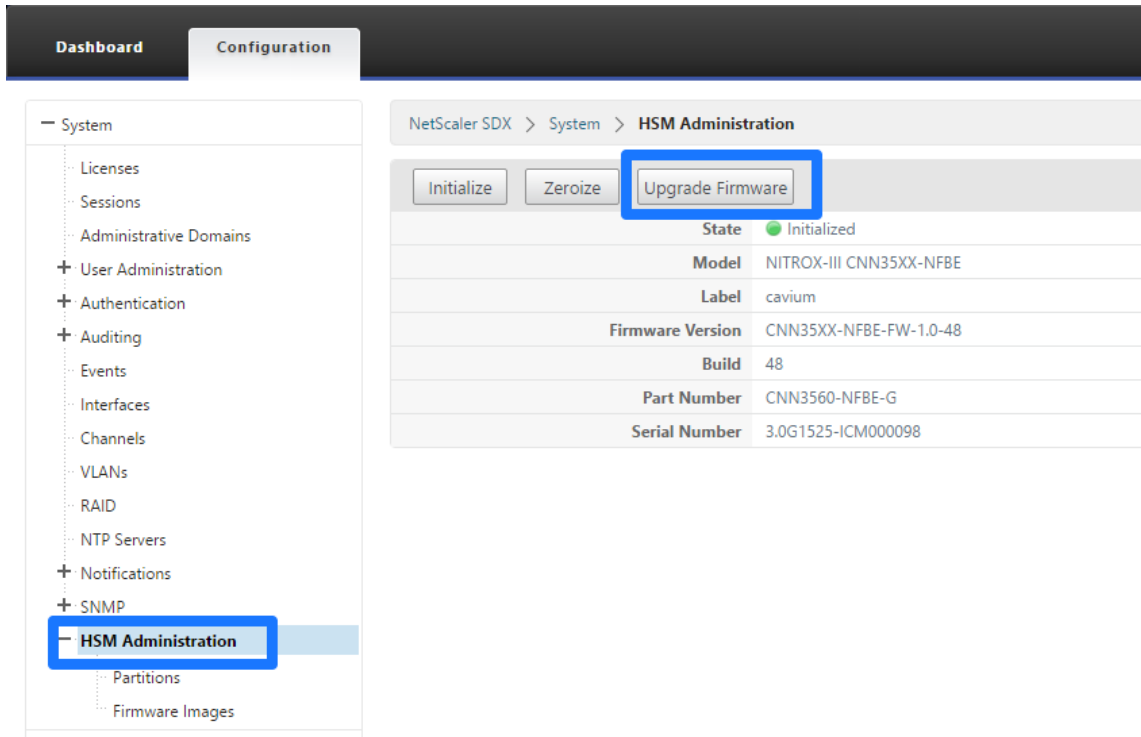 Dashboard Configuration
System
Licenses
Sessions
Administrative Domains
User Administration
Authentication
Auditing
Events
Interfaces
Channels
VLANs
RAID
NTP Servers
Notifications
SNMP
HSM Administration
Partitions
Firmware Images
NetScaler SDX > System > HSM Administration
Initialize Zeroize Upgrade Firmware
State Initialized
Model NITROX-III CNN35XX-NFBE
Label cavium
Firmware Version CNN35XX-NFBE-FW-1.0-48
Build 48
Part Number CNN3560-NFBE-G
Serial Number 3.0G1525-ICM000098